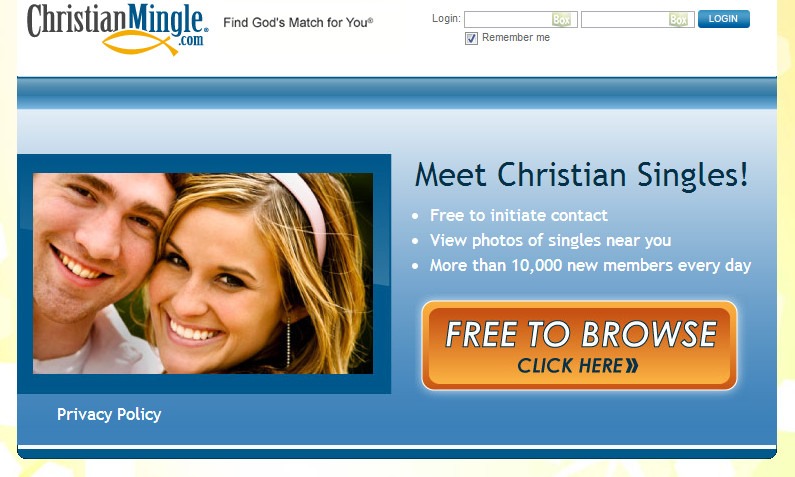 ChristianMingle®
.com
Find God's Match for You®
Login: Box Box LOGIN
Remember me
Meet Christian Singles!
• Free to initiate contact
• View photos of singles near you
• More than 10,000 new members every day
FREE TO BROWSE
CLICK HERE»
Privacy Policy